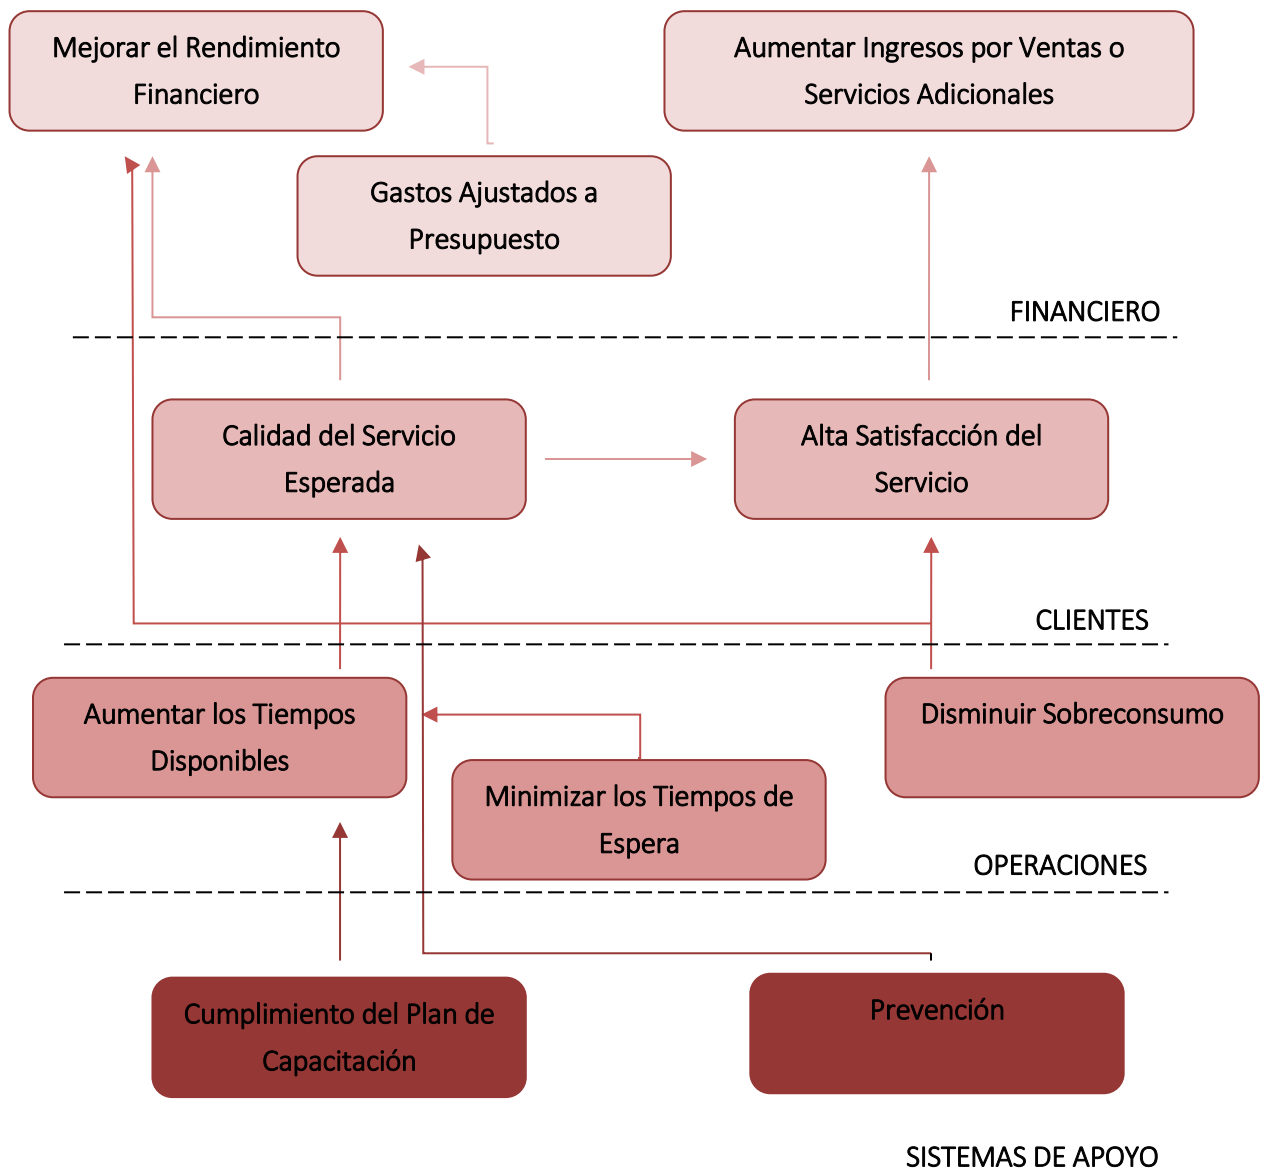 Mejorar el Rendimiento
Financiero
Aumentar Ingresos por Ventas o
Servicios Adicionales
Gastos Ajustados a
Presupuesto
FINANCIERO
Calidad del Servicio
Esperada
Alta Satisfacción del
Servicio
CLIENTES
Aumentar los Tiempos
Disponibles
Minimizar los Tiempos de
Espera
Disminuir Sobreconsumo
OPERACIONES
Cumplimiento del Plan de
Capacitación
Prevención
SISTEMAS DE APOYO